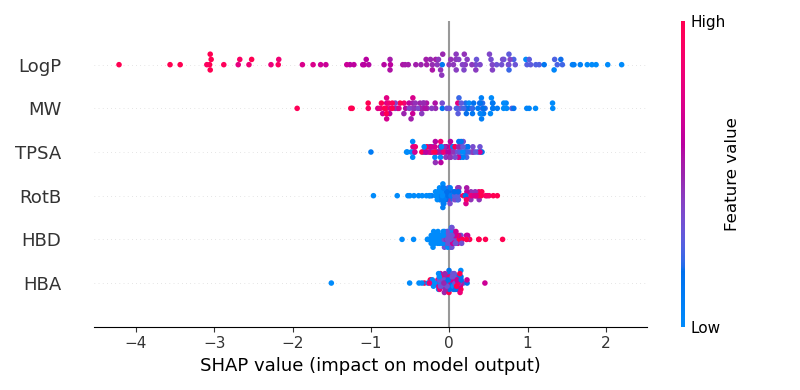 High
LogP
MW
TPSA
RotB
HBD
HBA
Feature value
Low
−4 −3 −2 −1 0 1 2
SHAP value (impact on model output)